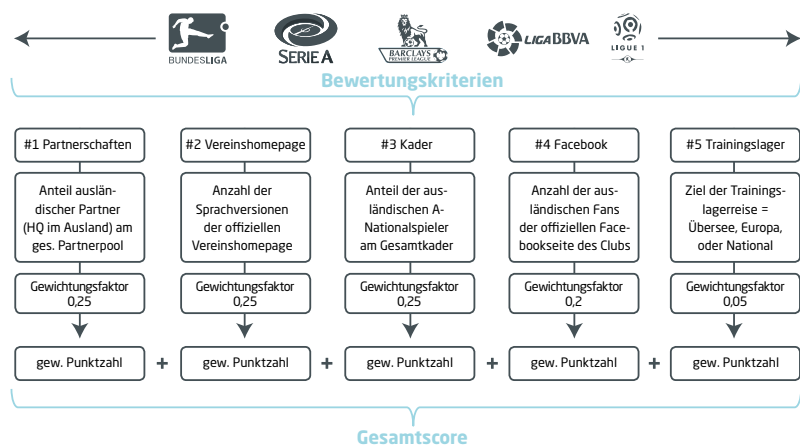 BUNDESLIGA
SERIE A
BARCLAYS
PREMIER LEAGUE
LIGA BBVA
LIGUE 1
Bewertungskriterien
#1 Partnerschaften
#2 Vereinshomepage
#3 Kader
#4 Facebook
#5 Trainingslager
Anteil auslän-
discher Partner
(HQ im Ausland) am
ges. Partnerpool
Anzahl der
Sprachversionen
der offiziellen
Vereinshomepage
Anteil der aus-
ländischen A-
Nationalspieler
am Gesamtkader
Anzahl der aus-
ländischen Fans
der offiziellen Face-
bookseite des Clubs
Ziel der Trainings-
lagerreise =
Übersee, Europa,
oder National
Gewichtungsfaktor
0,25
Gewichtungsfaktor
0,25
Gewichtungsfaktor
0,25
Gewichtungsfaktor
0,2
Gewichtungsfaktor
0,05
gew. Punktzahl + gew. Punktzahl + gew. Punktzahl + gew. Punktzahl + gew. Punktzahl
Gesamtscore